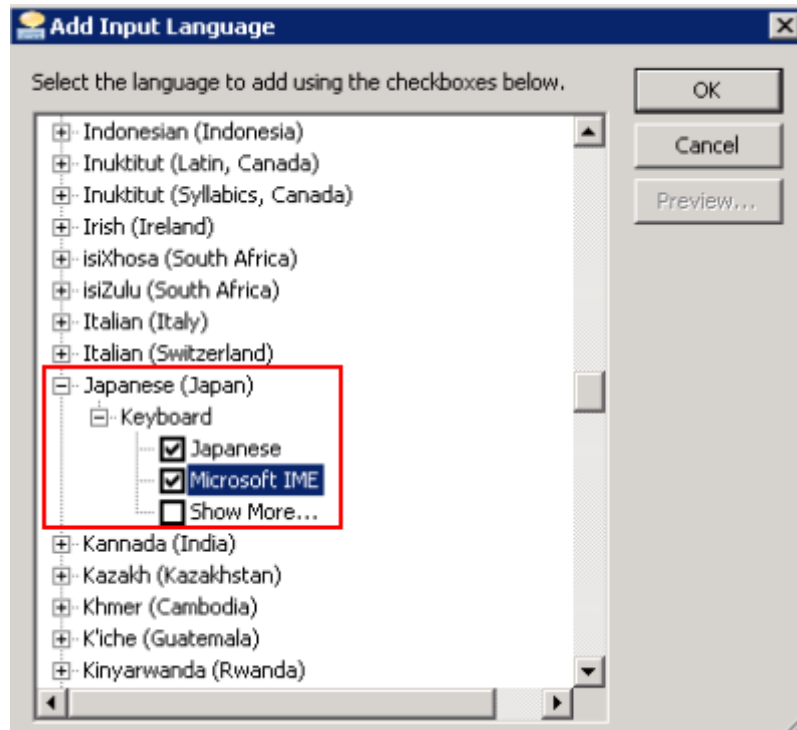 Add Input Language
Select the language to add using the checkboxes below.
OK
Cancel
Preview...
Indonesian (Indonesia)
Inuktitut (Latin, Canada)
Inuktitut (Syllabics, Canada)
Irish (Ireland)
isiXhosa (South Africa)
isiZulu (South Africa)
Italian (Italy)
Italian (Switzerland)
Japanese (Japan)
Keyboard
Japanese
Microsoft IME
Show More...
Kannada (India)
Kazakh (Kazakhstan)
Khmer (Cambodia)
K'iche (Guatemala)
Kinyarwanda (Rwanda)